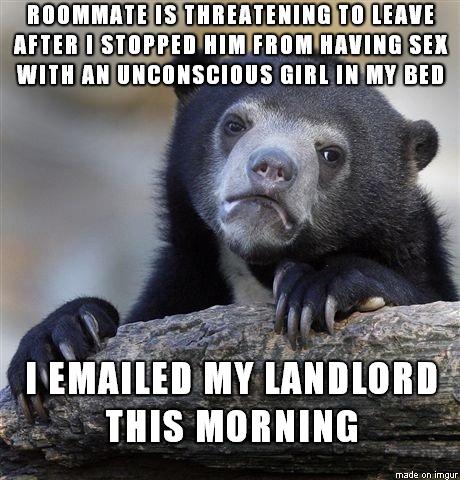 ROOMMATE IS THREATENING TO LEAVE
AFTER I STOPPED HIM FROM HAVING SEX
WITH AN UNCONSCIOUS GIRL IN MY BED
I EMAILED MY LANDLORD
THIS MORNING
made on imgur